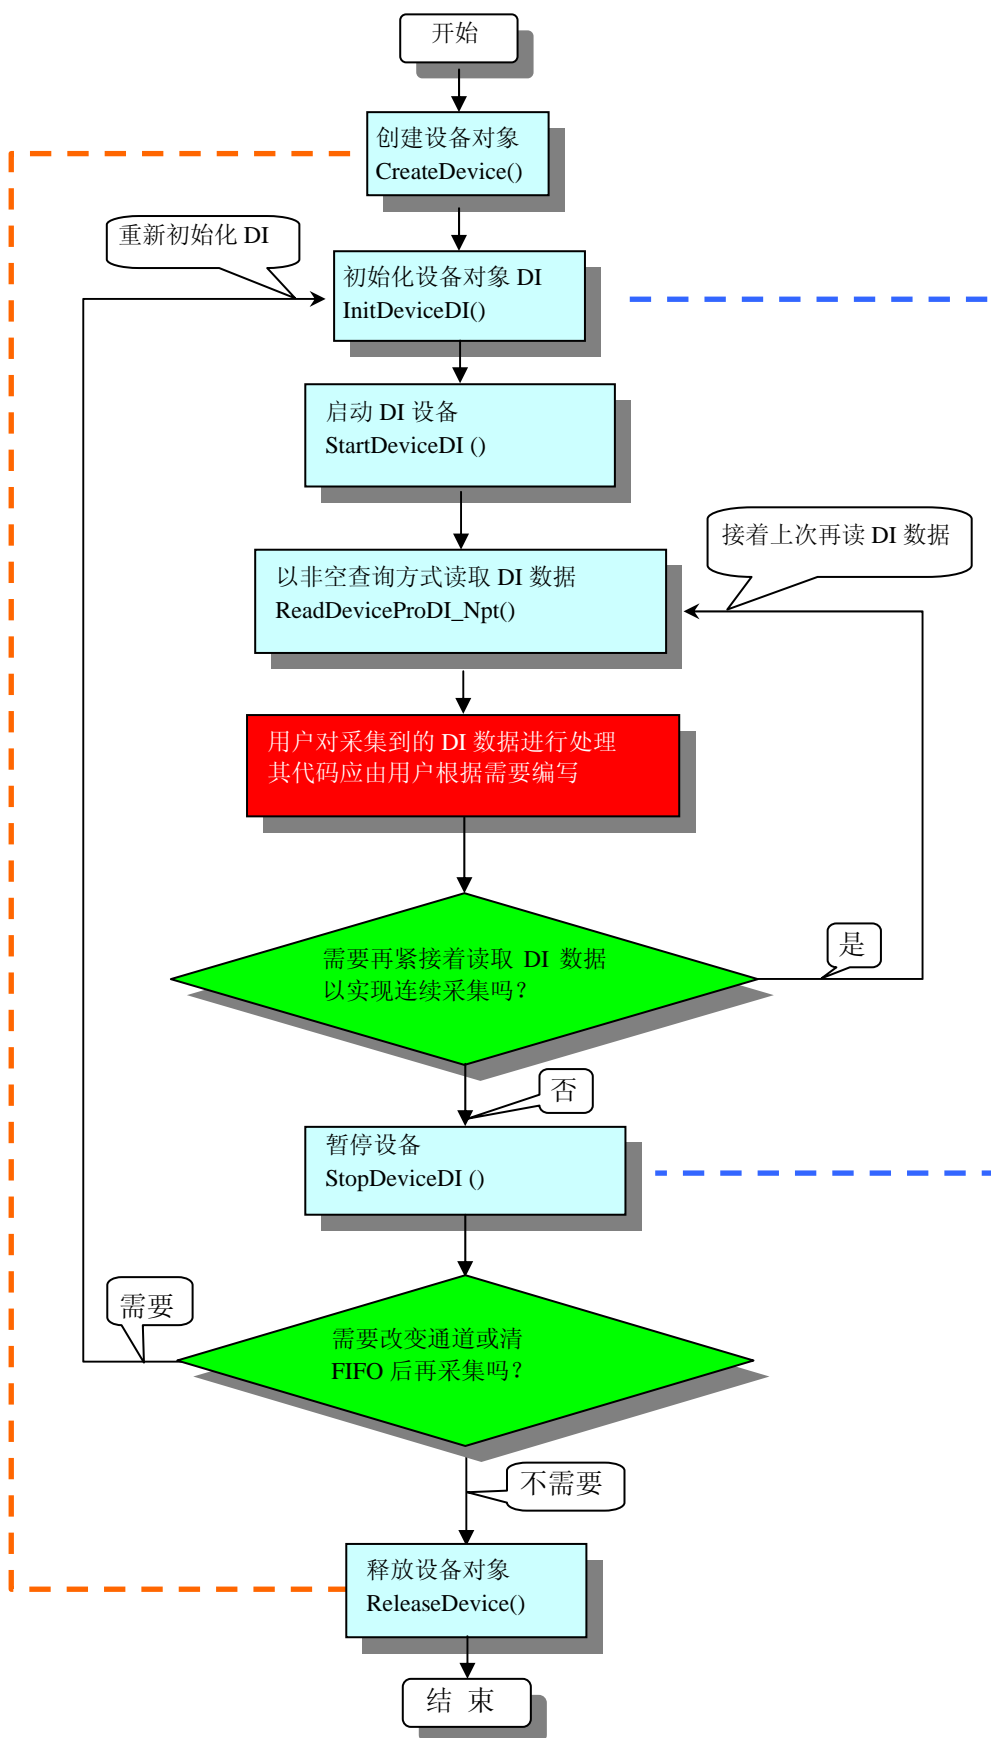 开始
创建设备对象
CreateDevice()
重新初始化 DI
初始化设备对象 DI
InitDeviceDI()
启动 DI 设备
StartDeviceDI ()
接着上次再读 DI 数据
以非空查询方式读取 DI 数据
ReadDeviceProDI_Npt()
用户对采集到的 DI 数据进行处理
其代码应由用户根据需要编写
需要再紧接着读取 DI 数据
以实现连续采集吗？
是
否
暂停设备
StopDeviceDI ()
需要
需要改变通道或清
FIFO 后再采集吗？
不需要
释放设备对象
ReleaseDevice()
结 束